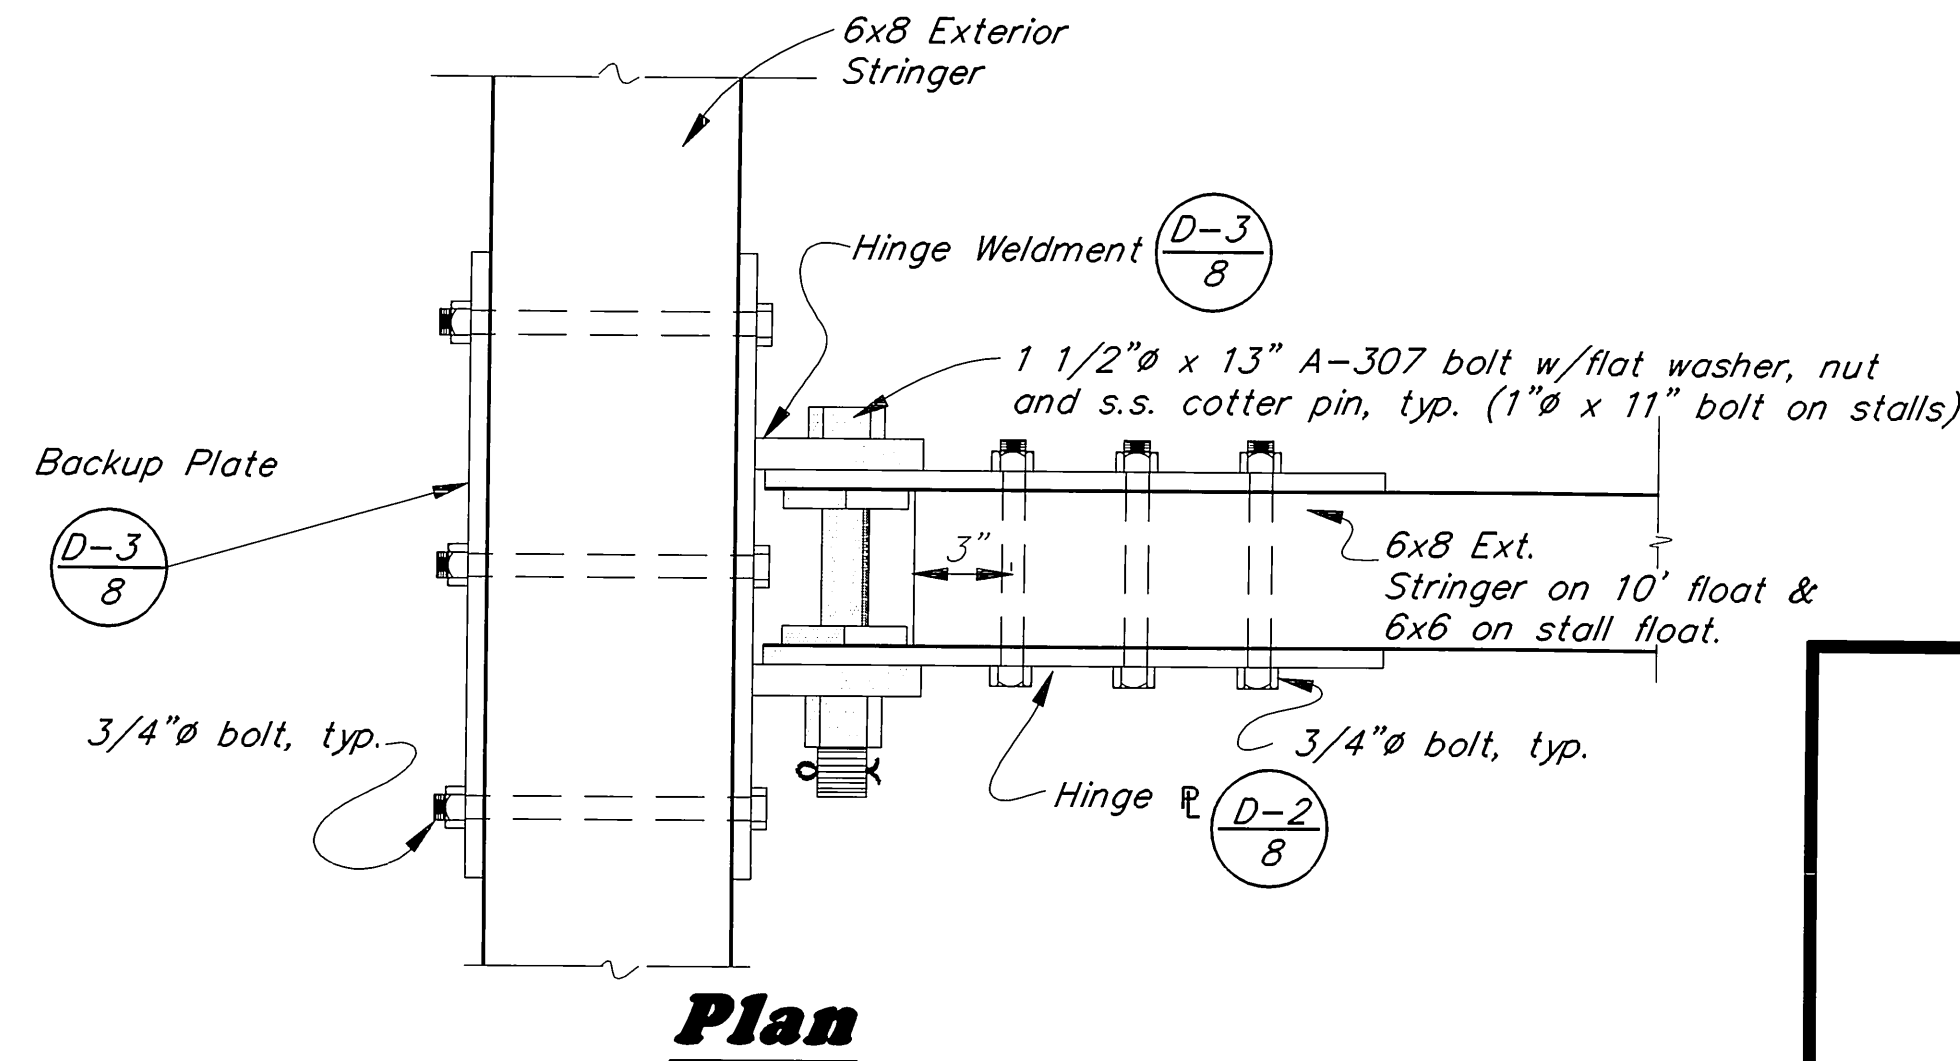 6x8 Exterior
Stringer
Hinge Weldment
D-3
8
1 1/2"ø x 13" A-307 bolt w/flat washer, nut
and s.s. cotter pin, typ. (1"ø x 11" bolt on stalls)
Backup Plate
D-3
8
3"
6x8 Ext.
Stringer on 10' float &
6x6 on stall float.
3/4"ø bolt, typ.
3/4"ø bolt, typ.
Hinge ⅊
D-2
8
Plan